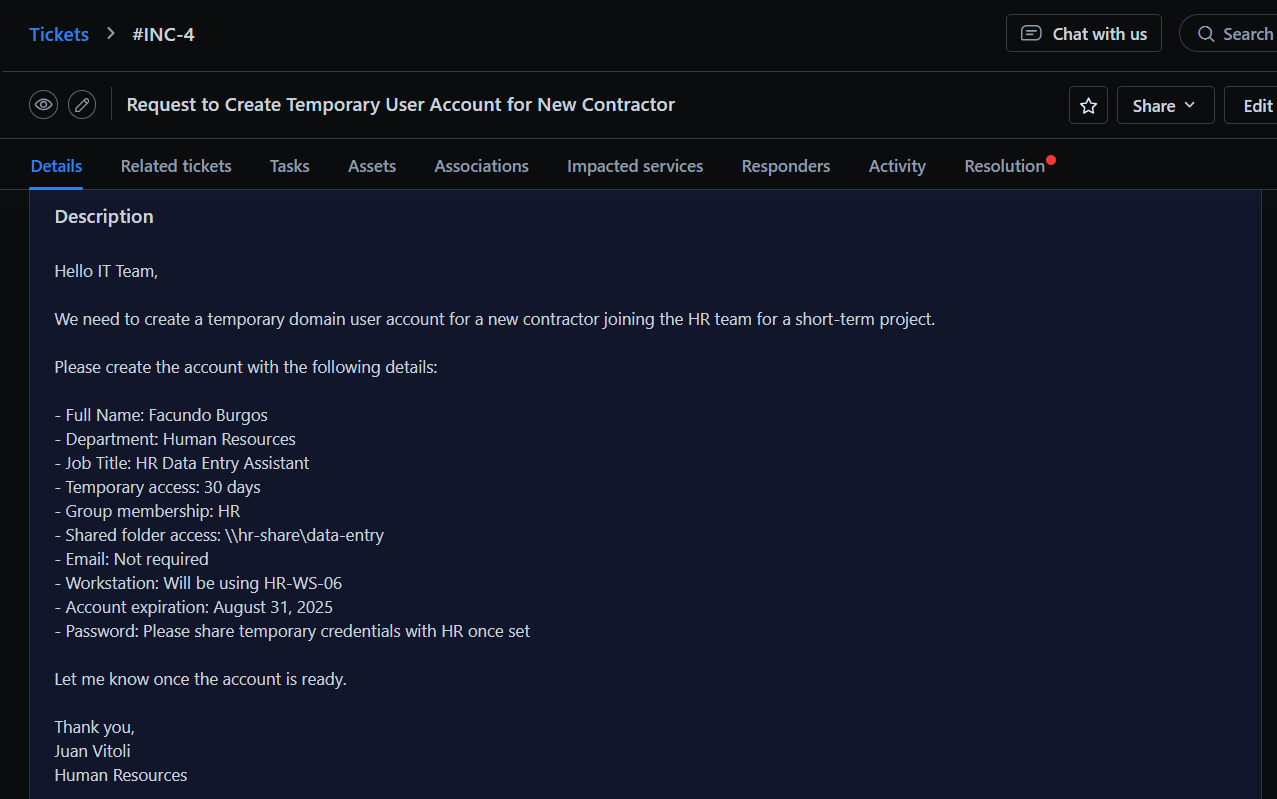 Tickets > #INC-4
Chat with us
Search
Request to Create Temporary User Account for New Contractor
Share
Edit
Details Related tickets Tasks Assets Associations Impacted services Responders Activity Resolution
Description
Hello IT Team,
We need to create a temporary domain user account for a new contractor joining the HR team for a short-term project.
Please create the account with the following details:
- Full Name: Facundo Burgos
- Department: Human Resources
- Job Title: HR Data Entry Assistant
- Temporary access: 30 days
- Group membership: HR
- Shared folder access: \\hr-share\data-entry
- Email: Not required
- Workstation: Will be using HR-WS-06
- Account expiration: August 31, 2025
- Password: Please share temporary credentials with HR once set
Let me know once the account is ready.
Thank you,
Juan Vitoli
Human Resources